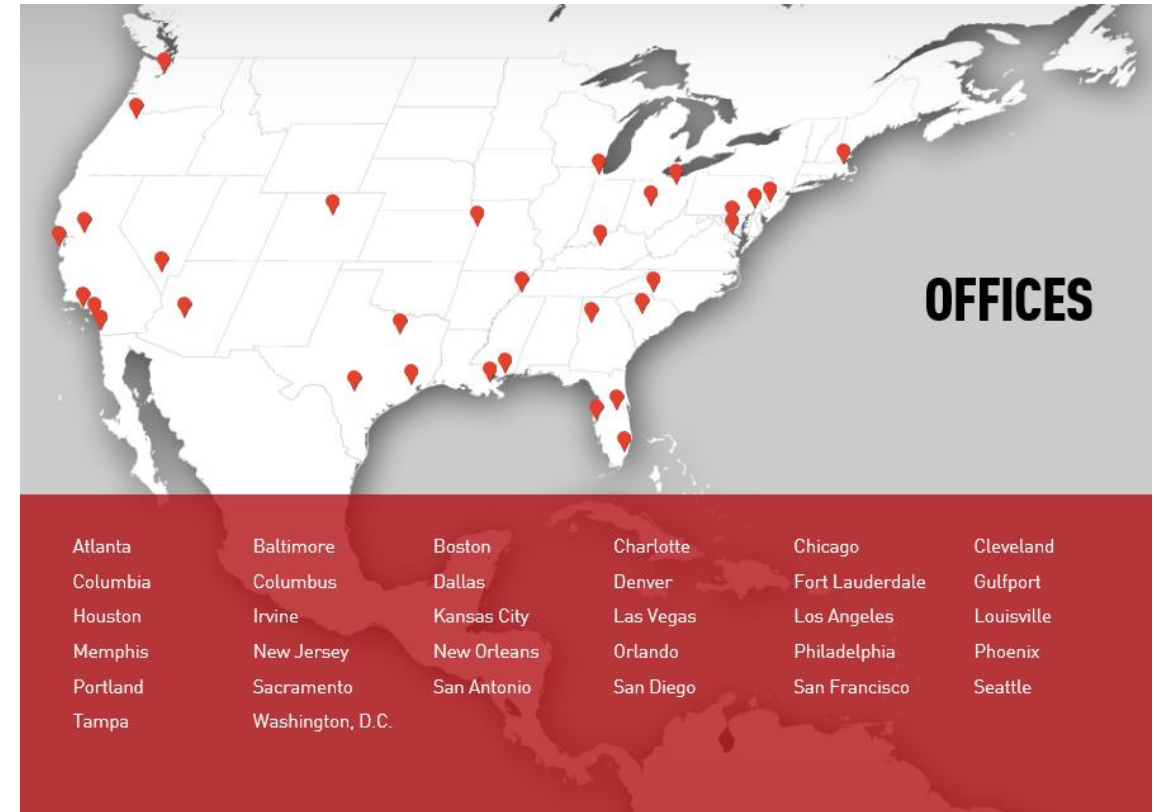 OFFICES
Atlanta Baltimore Boston Charlotte Chicago Cleveland
Columbia Columbus Dallas Denver Fort Lauderdale Gulfport
Houston Irvine Kansas City Las Vegas Los Angeles Louisville
Memphis New Jersey New Orleans Orlando Philadelphia Phoenix
Portland Sacramento San Antonio San Diego San Francisco Seattle
Tampa Washington, D.C.